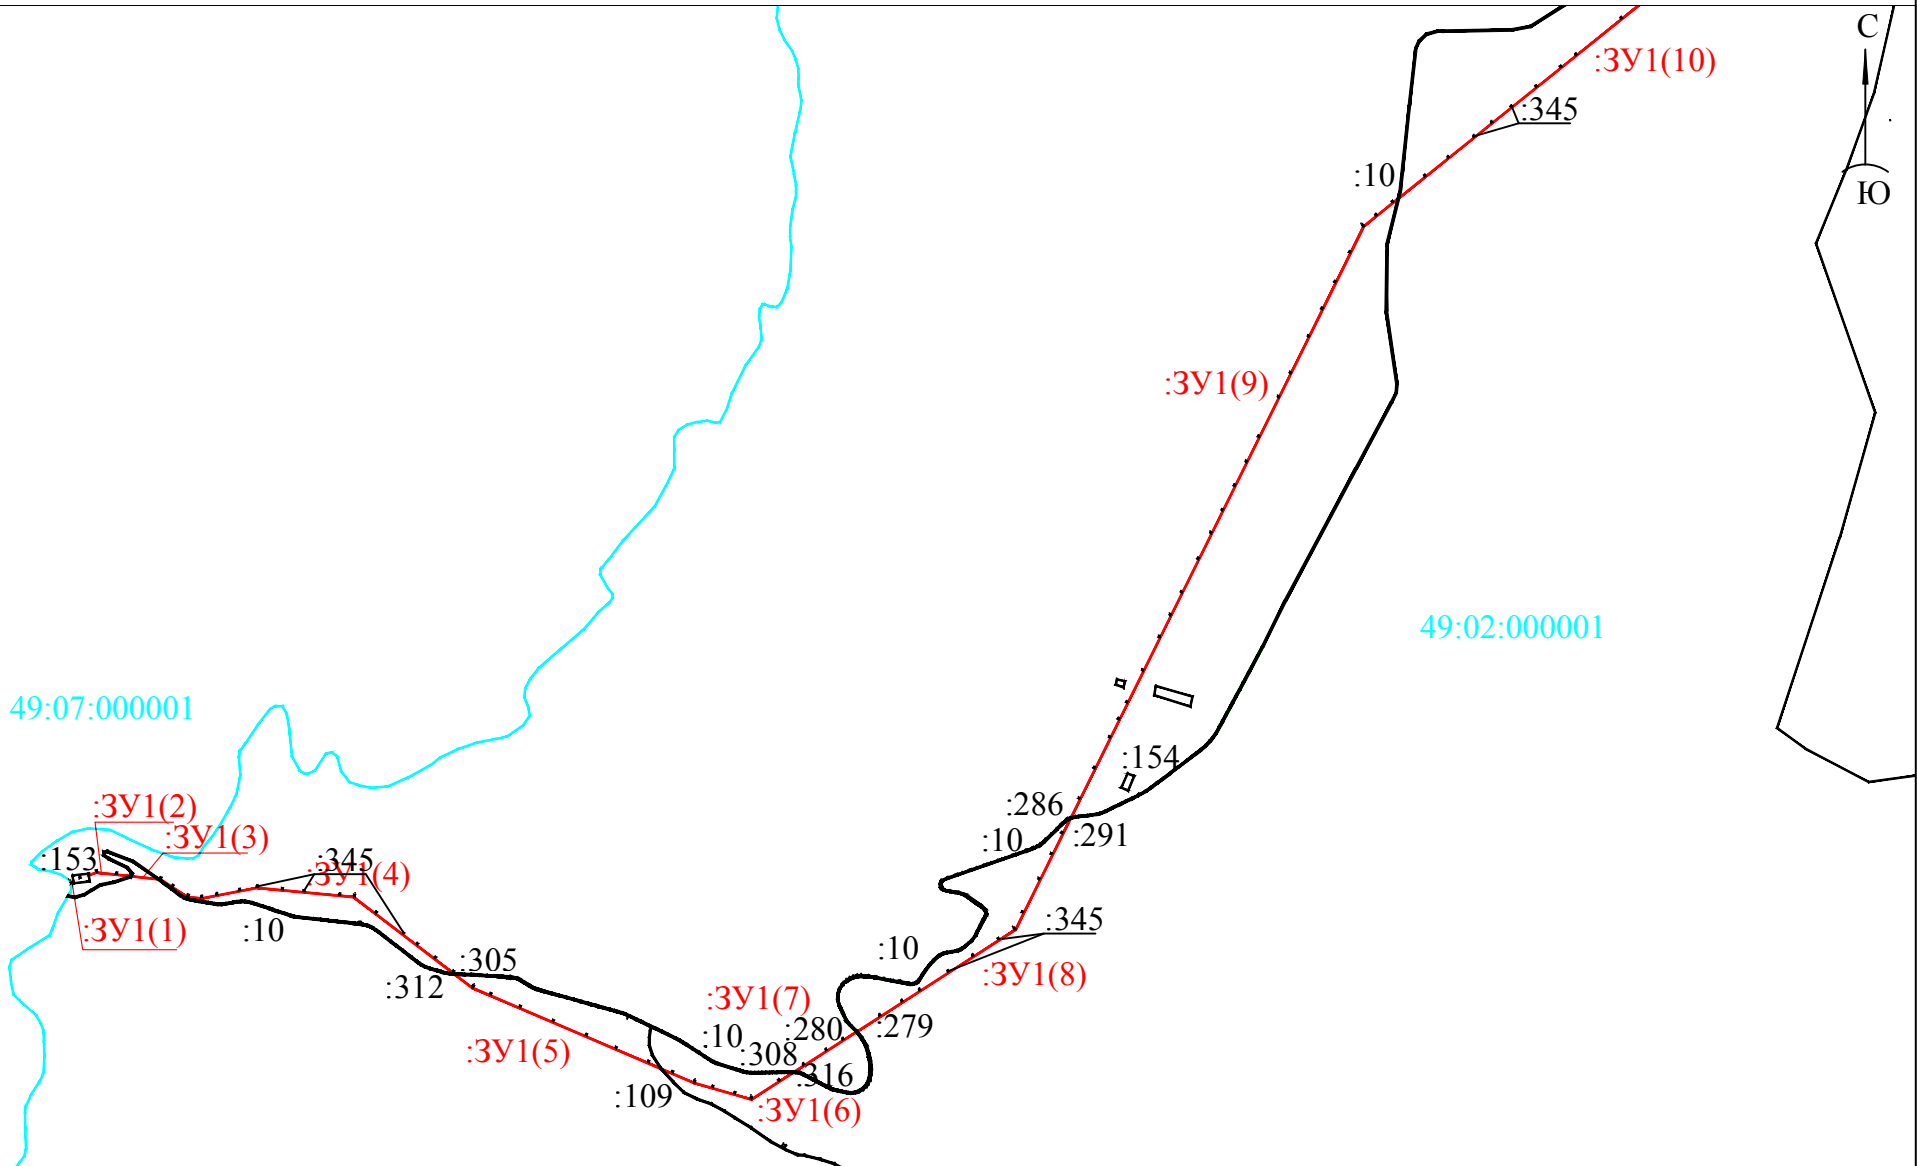 С
:ЗУ1(10)
:345
:10
Ю
:ЗУ1(9)
49:02:000001
49:07:000001
:154
:ЗУ1(2)
:286
:ЗУ1(3)
:291
:10
:153
:345
:ЗУ1(4)
:ЗУ1(1)
:10
:345
:10
:305
:312
:ЗУ1(8)
:ЗУ1(7)
:280
:279
:10
:ЗУ1(5)
:308
:316
:109
:ЗУ1(6)